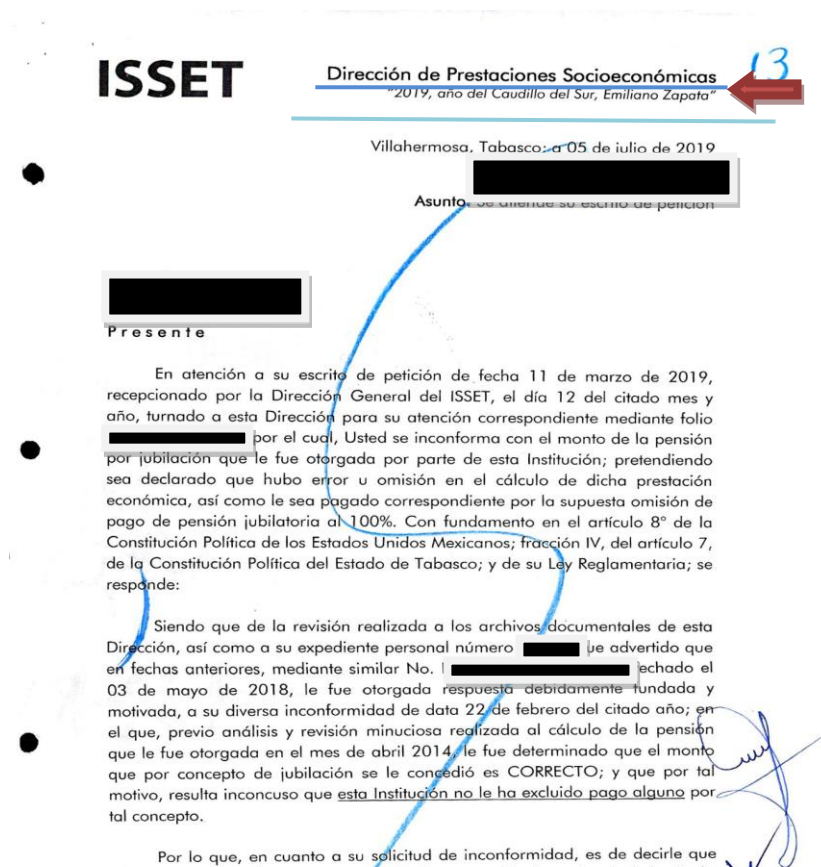 13
ISSET
Dirección de Prestaciones Socioeconómicas
"2019, año del Caudillo del Sur, Emiliano Zapata"
Villahermosa, Tabasco; a 05 de julio de 2019
Asunto: Se atiende su escrito de petición
Presente
En atención a su escrito de petición de fecha 11 de marzo de 2019,
recepcionado por la Dirección General del ISSET, el día 12 del citado mes y
año, turnado a esta Dirección para su atención correspondiente mediante folio
por el cual, Usted se inconforma con el monto de la pensión
por jubilación que le fue otorgada por parte de esta Institución; pretendiendo
sea declarado que hubo error u omisión en el cálculo de dicha prestación
económica, así como le sea pagado correspondiente por la supuesta omisión de
pago de pensión jubilatoria al 100%. Con fundamento en el artículo 8° de la
Constitución Política de los Estados Unidos Mexicanos; fracción IV, del artículo 7,
de la Constitución Política del Estado de Tabasco; y de su Ley Reglamentaria; se
responde:
Siendo que de la revisión realizada a los archivos documentales de esta
Dirección, así como a su expediente personal número ue advertido que
en fechas anteriores, mediante similar No. echado el
03 de mayo de 2018, le fue otorgada respuesta debidamente fundada y
motivada, a su diversa inconformidad de data 22 de febrero del citado año; en
el que, previo análisis y revisión minuciosa realizada al cálculo de la pensión
que le fue otorgada en el mes de abril 2014, le fue determinado que el monto
que por concepto de jubilación se le concedió es CORRECTO; y que por tal
motivo, resulta inconcuso que esta Institución no le ha excluido pago alguno por
tal concepto.
Por lo que, en cuanto a su solicitud de inconformidad, es de decirle que